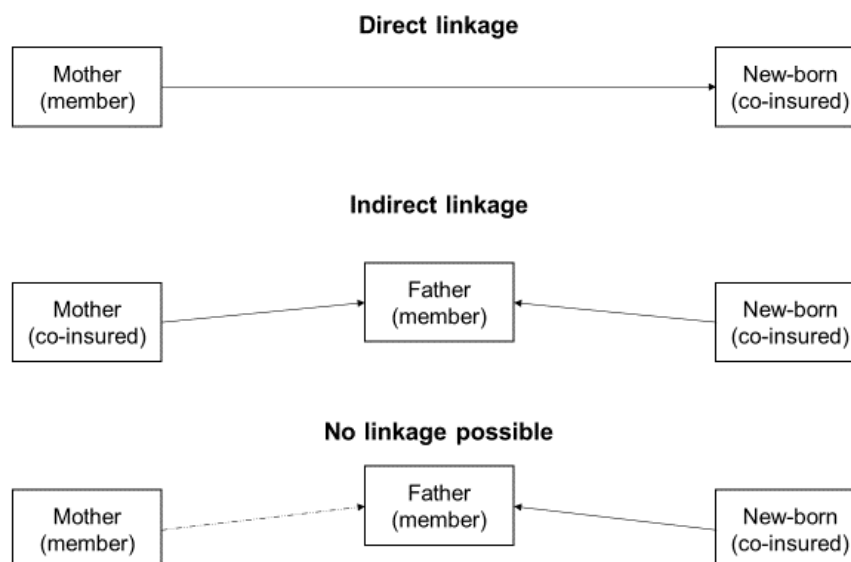 Direct linkage
Mother
(member)
New-born
(co-insured)
Indirect linkage
Mother
(co-insured)
Father
(member)
New-born
(co-insured)
No linkage possible
Mother
(member)
Father
(member)
New-born
(co-insured)